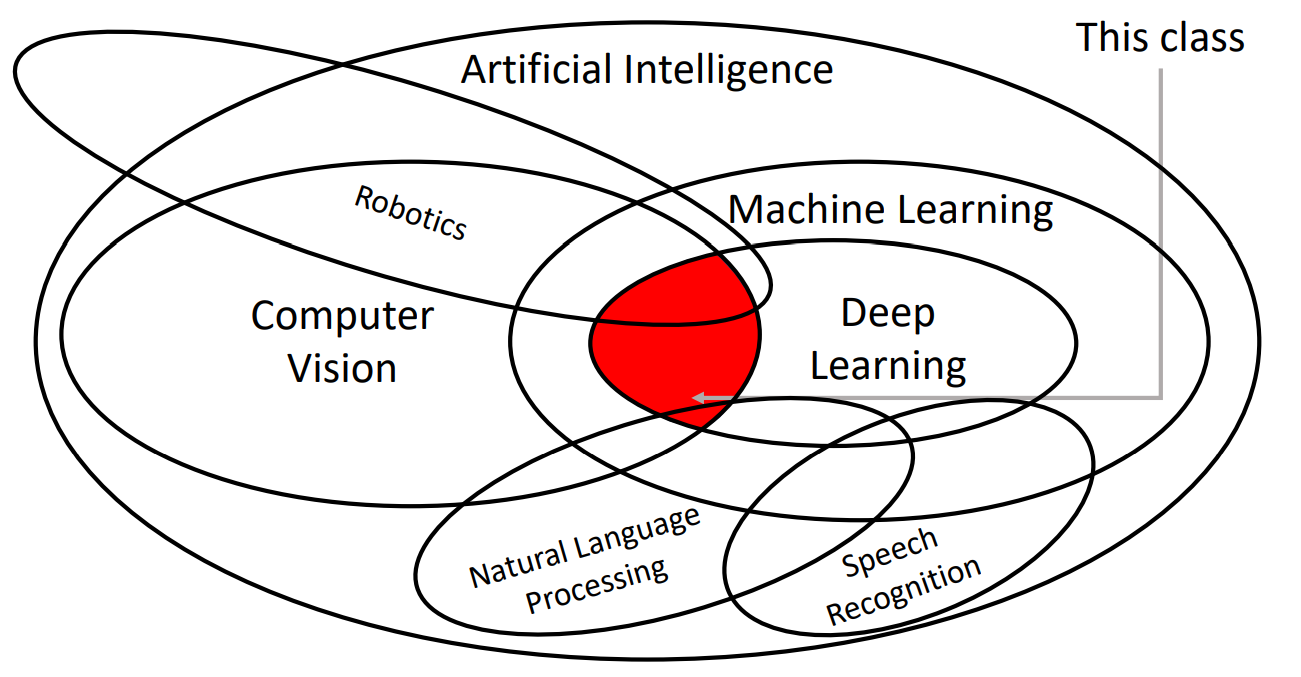 This class
Artificial Intelligence
Robotics
Machine Learning
Computer
Vision
Deep
Learning
Natural Language
Processing
Speech
Recognition